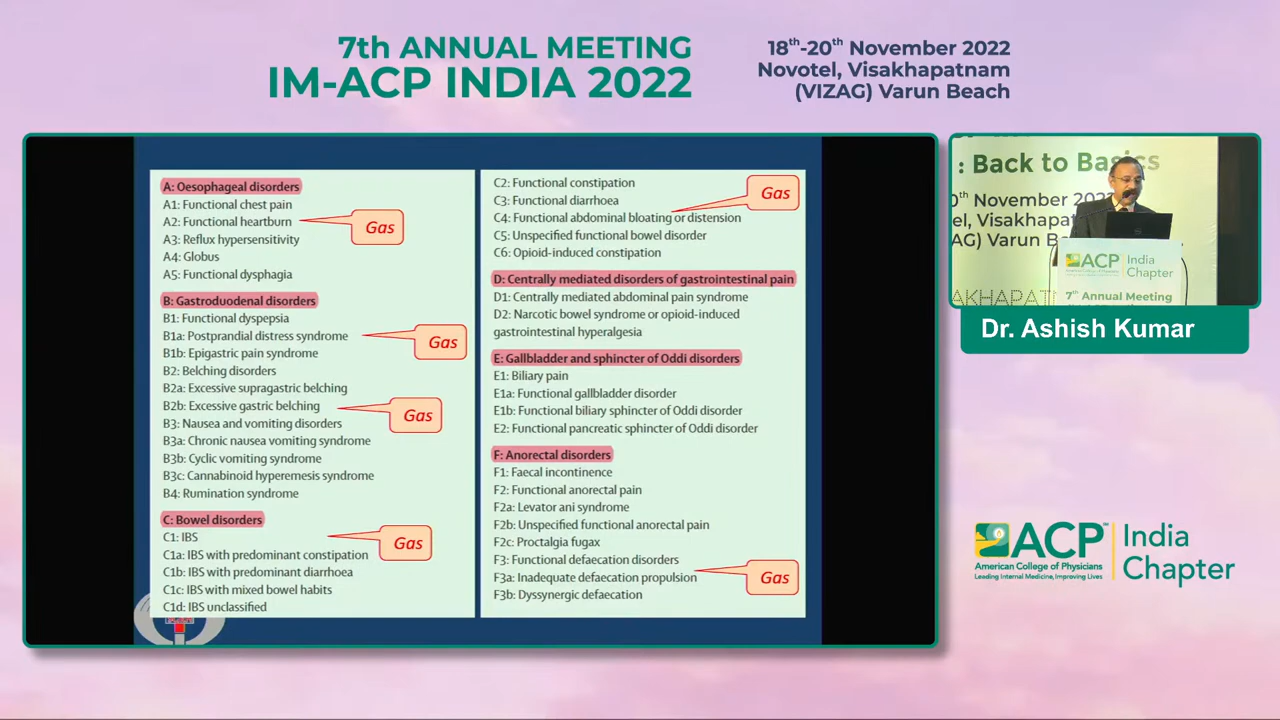 7th ANNUAL MEETING
IM-ACP INDIA 2022
18th-20th November 2022
Novotel, Visakhapatnam
(VIZAG) Varun Beach
A: Oesophageal disorders
A1: Functional chest pain
A2: Functional heartburn
A3: Reflux hypersensitivity
A4: Globus
A5: Functional dysphagia
Gas
B: Gastroduodenal disorders
B1: Functional dyspepsia
B1a: Postprandial distress syndrome
B1b: Epigastric pain syndrome
B2: Belching disorders
B2a: Excessive supragastric belching
B2b: Excessive gastric belching
B3: Nausea and vomiting disorders
B3a: Chronic nausea vomiting syndrome
B3b: Cyclic vomiting syndrome
B3c: Cannabinoid hyperemesis syndrome
B4: Rumination syndrome
Gas
Gas
C: Bowel disorders
C1: IBS
C1a: IBS with predominant constipation
C1b: IBS with predominant diarrhoea
C1c: IBS with mixed bowel habits
C1d: IBS unclassified
Gas
C2: Functional constipation
C3: Functional diarrhoea
C4: Functional abdominal bloating or distension
C5: Unspecified functional bowel disorder
C6: Opioid-induced constipation
Gas
D: Centrally mediated disorders of gastrointestinal pain
D1: Centrally mediated abdominal pain syndrome
D2: Narcotic bowel syndrome or opioid-induced
gastrointestinal hyperalgesia
E: Gallbladder and sphincter of Oddi disorders
E1: Biliary pain
E1a: Functional gallbladder disorder
E1b: Functional biliary sphincter of Oddi disorder
E2: Functional pancreatic sphincter of Oddi disorder
F: Anorectal disorders
F1: Faecal incontinence
F2: Functional anorectal pain
F2a: Levator ani syndrome
F2b: Unspecified functional anorectal pain
F2c: Proctalgia fugax
F3: Functional defaecation disorders
F3a: Inadequate defaecation propulsion
F3b: Dyssynergic defaecation
Gas
: Back to Basics
November 2022
el, Visakhapat
AG) Varun B
AKHAPATN
ACP India
Chapter
7th Annual Meeting
Dr. Ashish Kumar
ACP India
Chapter
American College of Physicians
Leading Internal Medicine, Improving Lives